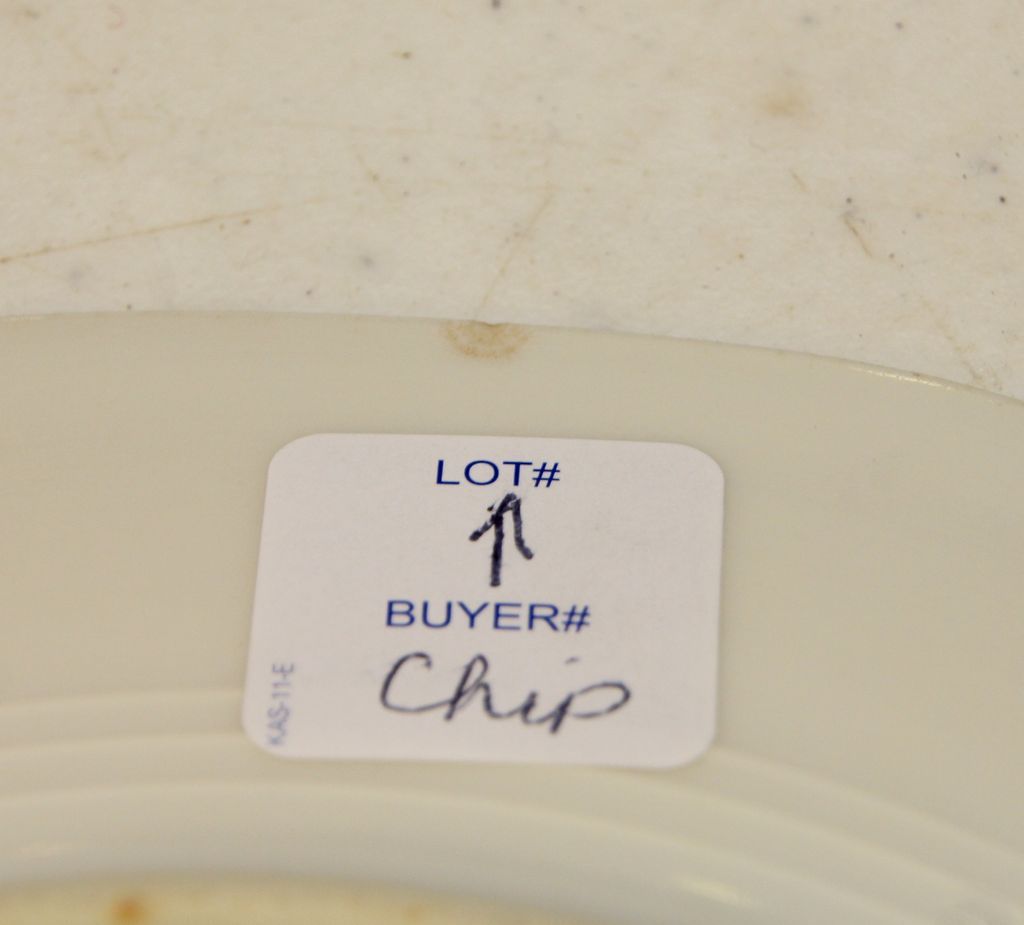 LOT#
↑
BUYER#
Chip
KAS-11-E